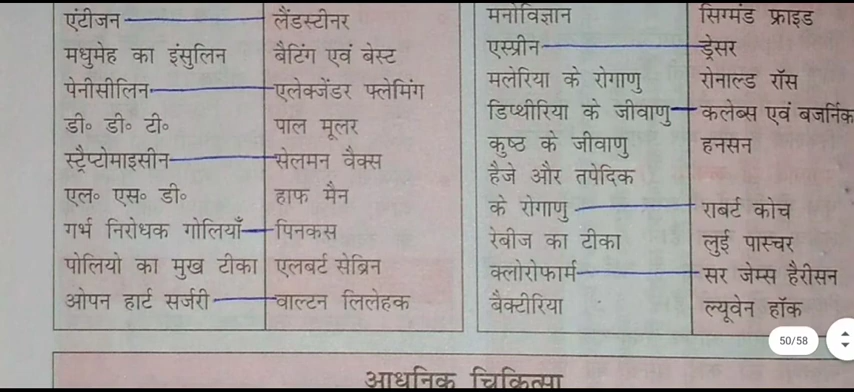 एंटीजन लैंडस्टीनर
मधुमेह का इंसुलिन बैटिंग एवं बेस्ट
पेनीसीलिन एलेक्जेंडर फ्लेमिंग
डी॰ डी॰ टी॰ पाल मूलर
स्ट्रैप्टोमाइसीन सेलमन वैक्स
एल॰ एस॰ डी॰ हाफ मैन
गर्भ निरोधक गोलियाँ पिनकस
पोलियो का मुख टीका एलबर्ट सेब्रिन
ओपन हार्ट सर्जरी वाल्टन लिलेहक
मनोविज्ञान सिग्मंड फ्राइड
एस्प्रीन ड्रेसर
मलेरिया के रोगाणु रोनाल्ड रॉस
डिप्थीरिया के जीवाणु कलेब्स एवं बजर्निक
कुष्ठ के जीवाणु हनसन
हैजे और तपेदिक
के रोगाणु राबर्ट कोच
रेबीज का टीका लुई पास्चर
क्लोरोफार्म सर जेम्स हैरीसन
बैक्टीरिया ल्यूवेन हॉक
50/58
आधुनिक चिकित्सा